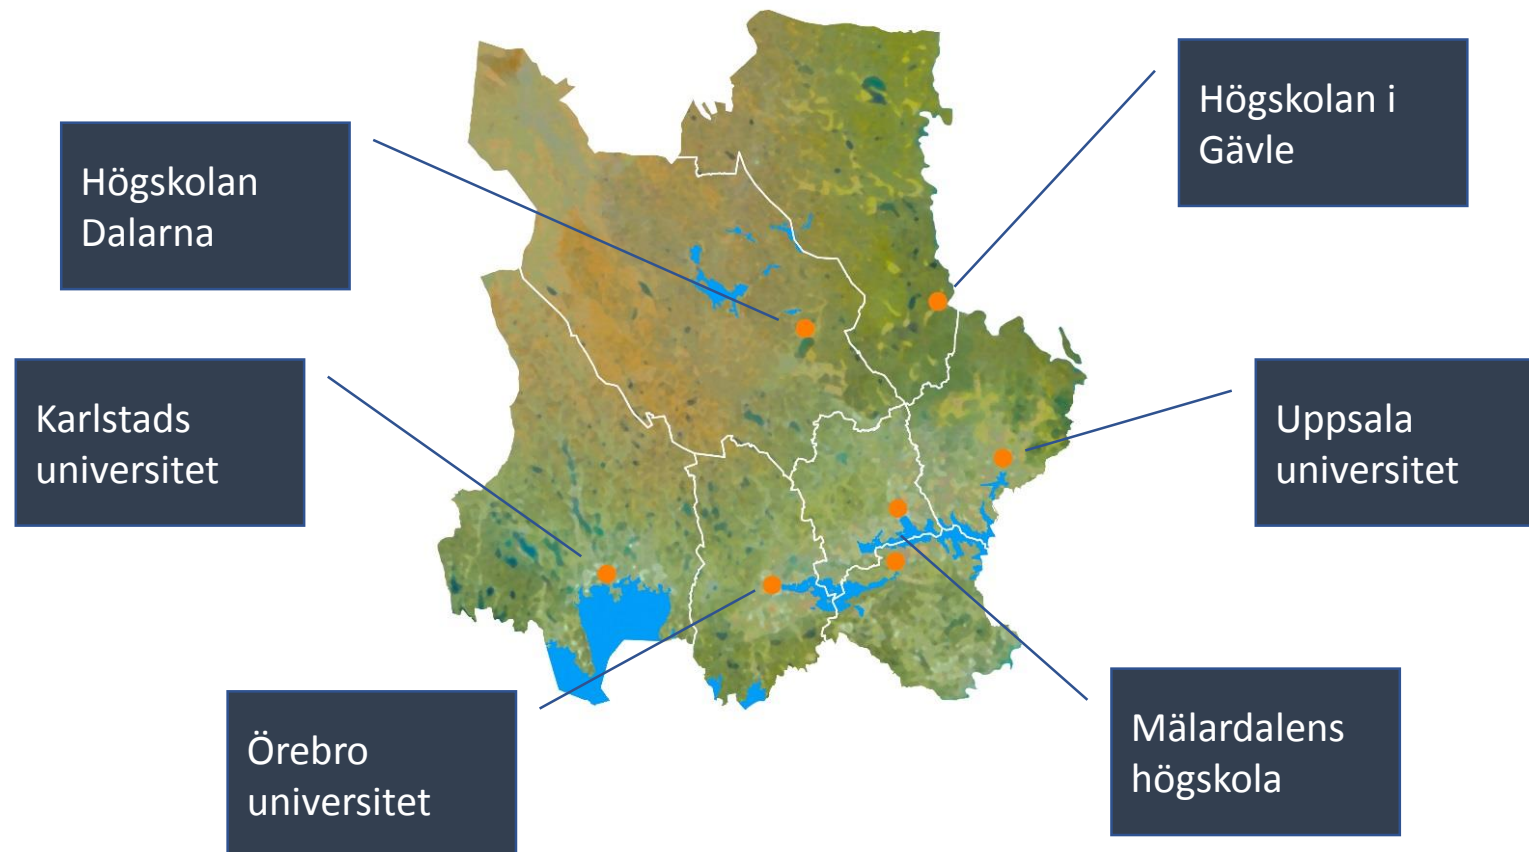 Högskolan
Dalarna
Högskolan i
Gävle
Karlstads
universitet
Uppsala
universitet
Örebro
universitet
Mälardalens
högskola